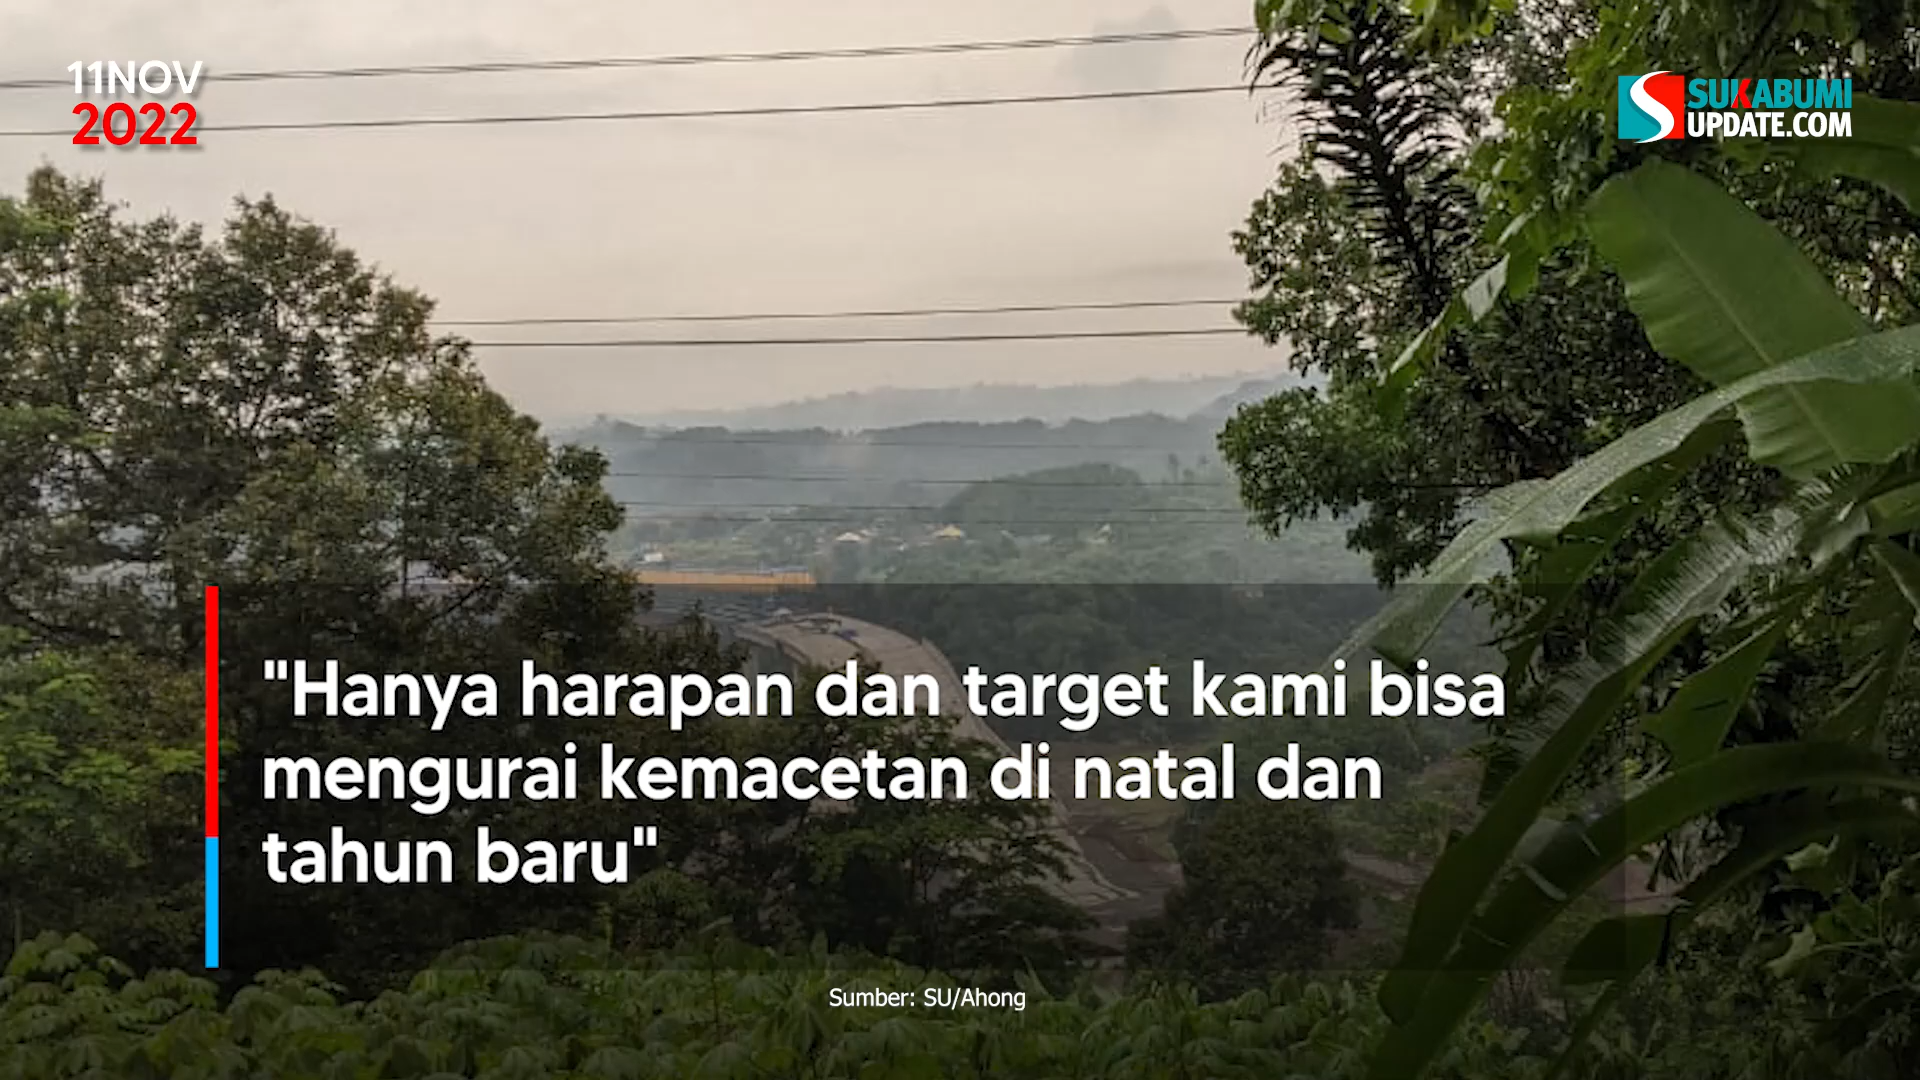 11NOV
2022
SUKABUMI
UPDATE.COM
"Hanya harapan dan target kami bisa
mengurai kemacetan di natal dan
tahun baru"
Sumber: SU/Ahong